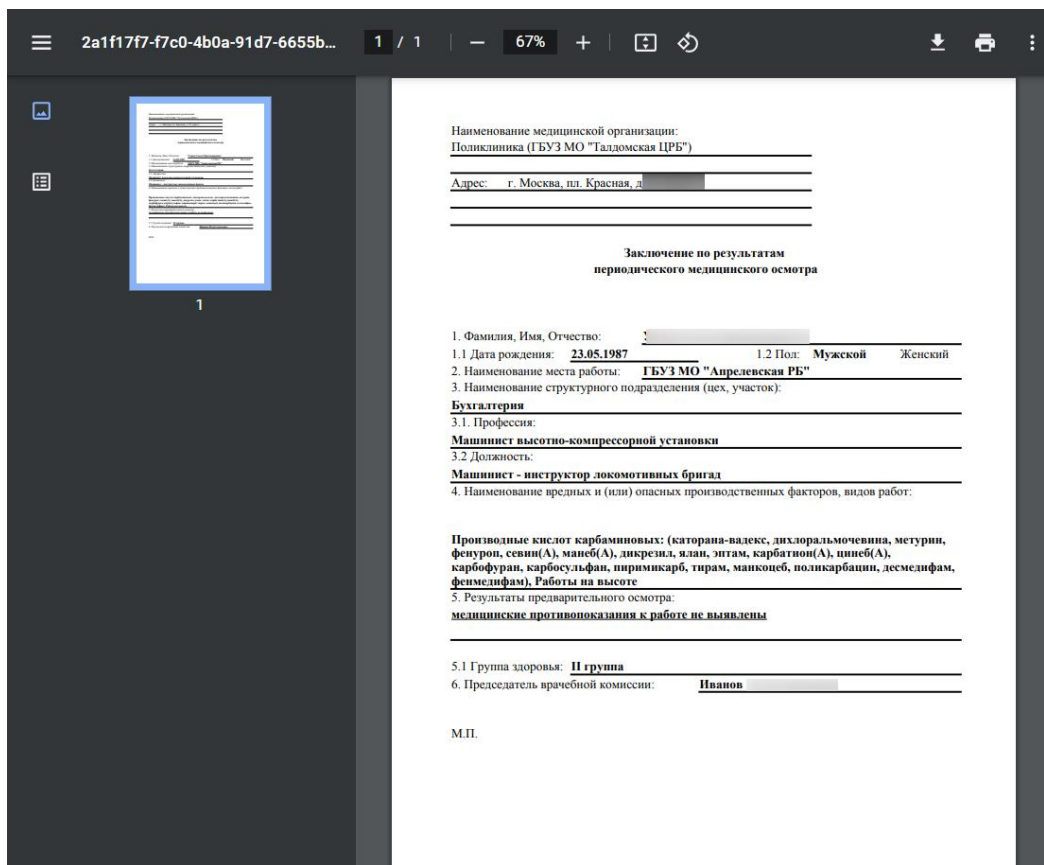 2a1f17f7-f7c0-4b0a-91d7-6655b...
1 / 1
67%
1
Наименование медицинской организации:
Поликлиника (ГБУЗ МО "Талдомская ЦРБ")
Адрес: г. Москва, пл. Красная, д
Заключение по результатам
периодического медицинского осмотра
1. Фамилия, Имя, Отчество:
1.1 Дата рождения: 23.05.1987 1.2 Пол: Мужской Женский
2. Наименование места работы: ГБУЗ МО "Апрелевская РБ"
3. Наименование структурного подразделения (цех, участок):
Бухгалтерия
3.1. Профессия:
Машинист высотно-компрессорной установки
3.2 Должность:
Машинист - инструктор локомотивных бригад
4. Наименование вредных и (или) опасных производственных факторов, видов работ:
Производные кислот карбаминовых: (каторана-вадекс, дихлоральмочевина, метурин,
фенурон, севин(А), манеб(А), дикрезил, ялан, эптам, карбатион(А), цинеб(А),
карбофуран, карбосульфан, пиримикарб, тирам, манкоцеб, поликарбацин, десмедифам,
фенмедифам), Работы на высоте
5. Результаты предварительного осмотра:
медицинские противопоказания к работе не выявлены
5.1 Группа здоровья: II группа
6. Председатель врачебной комиссии: Иванов
М.П.